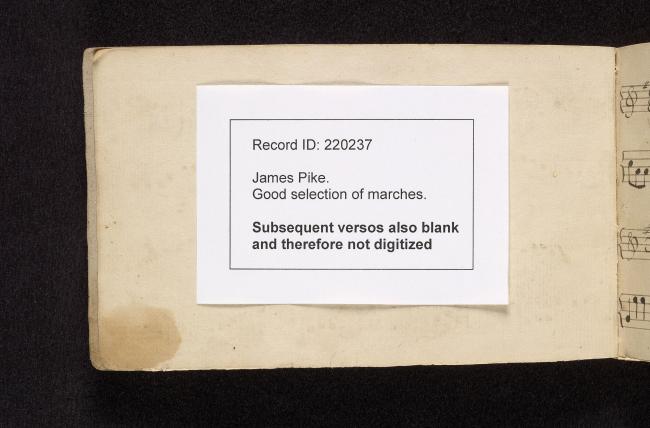 Record ID: 220237
James Pike.
Good selection of marches.
Subsequent versos also blank
and therefore not digitized